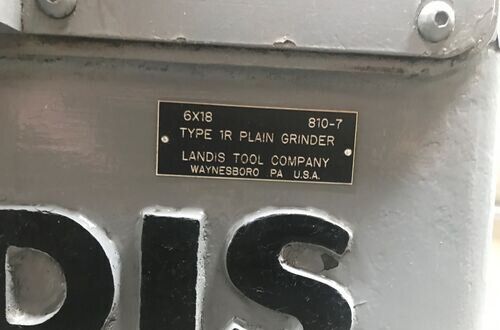 6X18 810-7
TYPE 1R PLAIN GRINDER
LANDIS TOOL COMPANY
WAYNESBORO PA U.S.A.
DIS